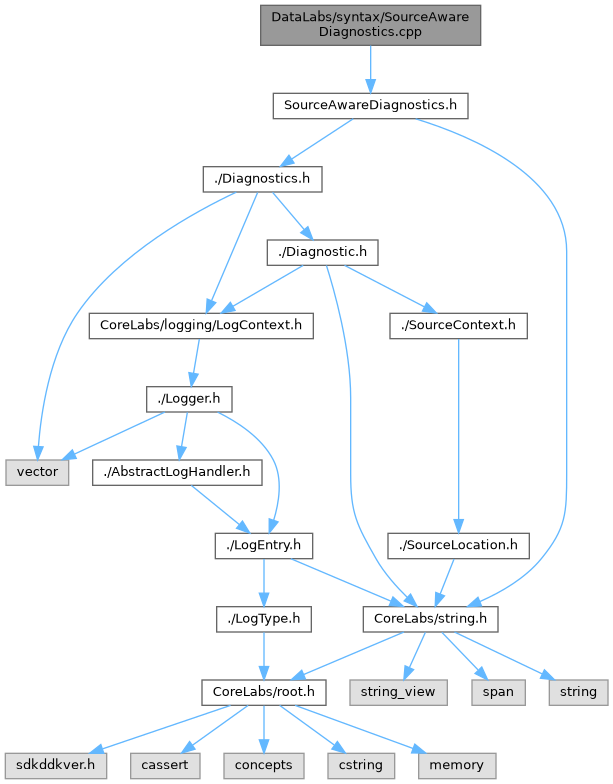 DataLabs/syntax/SourceAware
Diagnostics.cpp
SourceAwareDiagnostics.h
./Diagnostics.h
./Diagnostic.h
CoreLabs/logging/LogContext.h
./SourceContext.h
./Logger.h
vector
./AbstractLogHandler.h
./LogEntry.h
./SourceLocation.h
./LogType.h
CoreLabs/string.h
CoreLabs/root.h
string_view
span
string
sdkddkver.h
cassert
concepts
cstring
memory